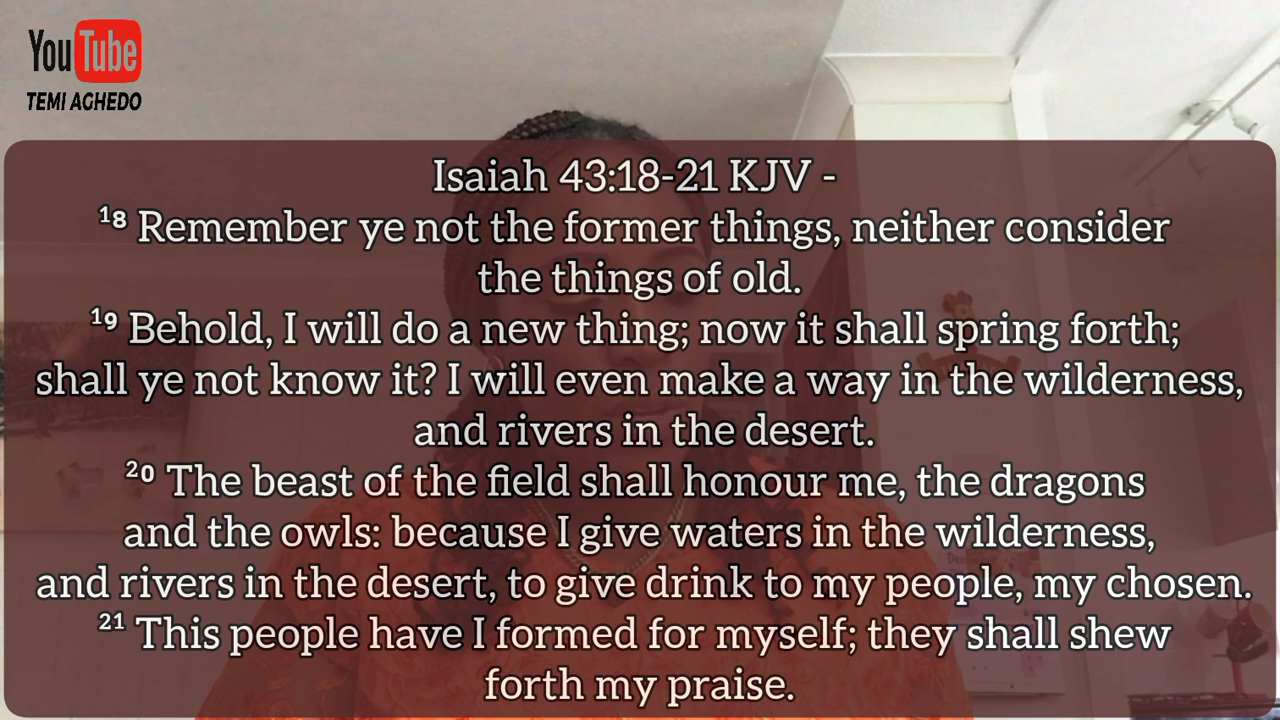 YouTube
TEMI AGHEDO
Isaiah 43:18-21 KJV -
¹⁸ Remember ye not the former things, neither consider
the things of old.
¹⁹ Behold, I will do a new thing; now it shall spring forth;
shall ye not know it? I will even make a way in the wilderness,
and rivers in the desert.
²⁰ The beast of the field shall honour me, the dragons
and the owls: because I give waters in the wilderness,
and rivers in the desert, to give drink to my people, my chosen.
²¹ This people have I formed for myself; they shall shew
forth my praise.